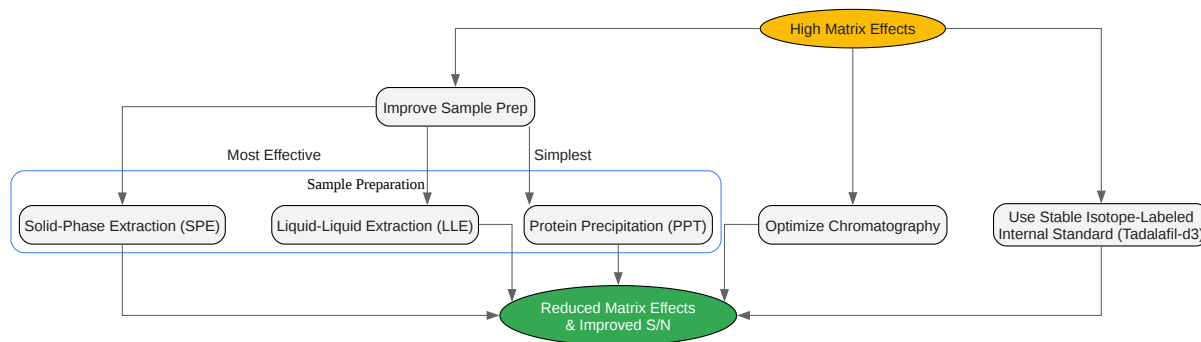 High Matrix Effects
Improve Sample Prep
Most Effective
Simplest
Sample Preparation
Solid-Phase Extraction (SPE)
Liquid-Liquid Extraction (LLE)
Protein Precipitation (PPT)
Optimize Chromatography
Use Stable Isotope-Labeled
Internal Standard (Tadalafil-d3)
Reduced Matrix Effects
& Improved S/N